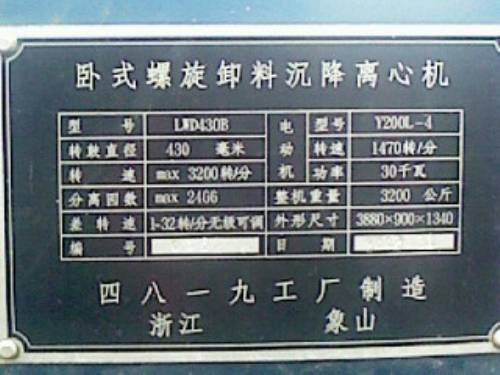 卧式螺旋卸料沉降离心机
型号 LWD430B 电动机 型号 Y200L-4
转鼓直径 430 毫米 转速 1470转/分
转速 max 3200转/分 功率 30千瓦
分离因数 max 2466 整机重量 3200 公斤
差转速 1-32转/分无级可调 外形尺寸 3880×900×1340
编号 日期
四八一九工厂制造
浙江 象山